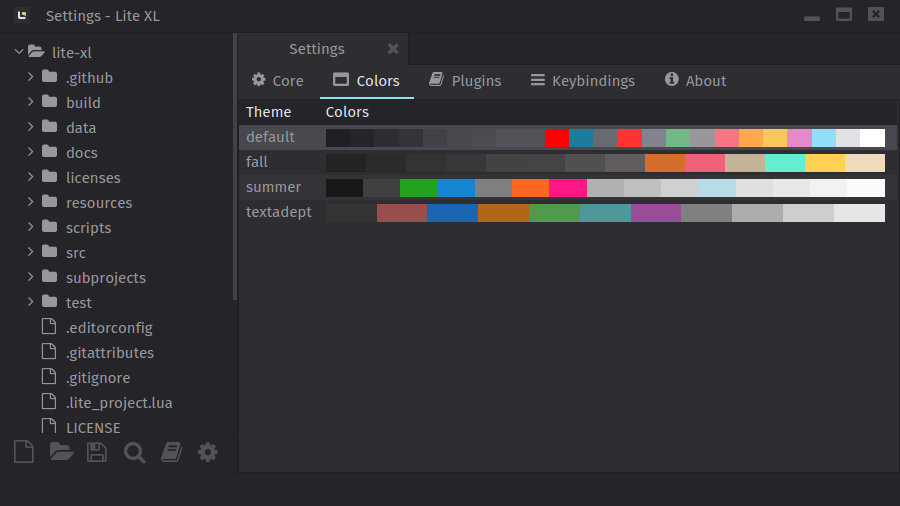 Settings - Lite XL
lite-xl
.github
build
data
docs
licenses
resources
scripts
src
subprojects
test
.editorconfig
.gitattributes
.gitignore
.lite_project.lua
LICENSE
Settings
Core
Colors
Plugins
Keybindings
About
Theme Colors
default
fall
summer
textadept